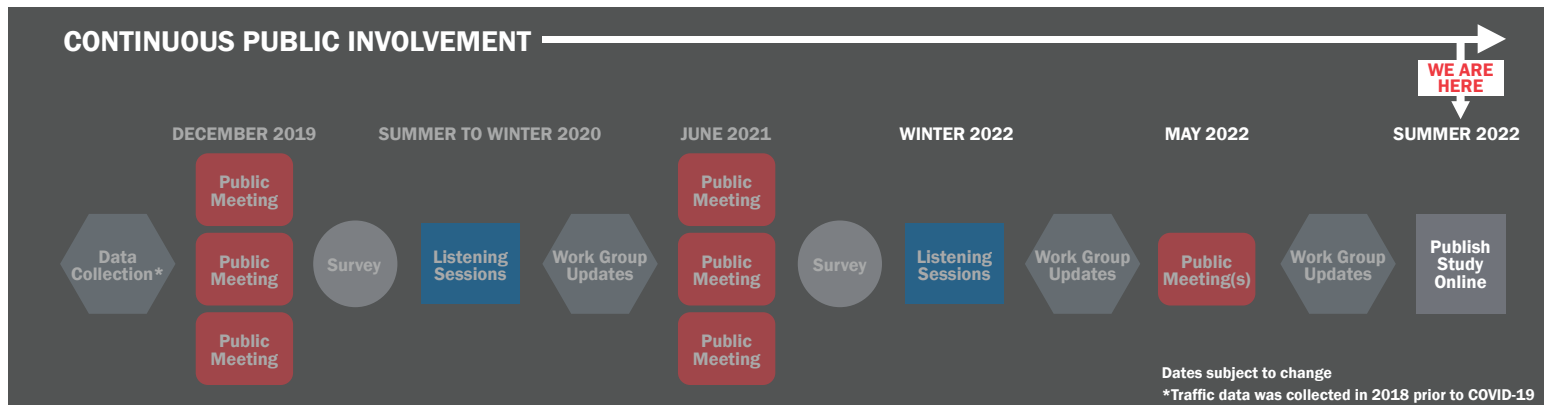 CONTINUOUS PUBLIC INVOLVEMENT
WE ARE
HERE
DECEMBER 2019
SUMMER TO WINTER 2020
JUNE 2021
WINTER 2022
MAY 2022
SUMMER 2022
Data
Collection*
Public
Meeting
Public
Meeting
Public
Meeting
Survey
Listening
Sessions
Work Group
Updates
Public
Meeting
Public
Meeting
Public
Meeting
Survey
Listening
Sessions
Work Group
Updates
Public
Meeting(s)
Work Group
Updates
Publish
Study
Online
Dates subject to change
*Traffic data was collected in 2018 prior to COVID-19